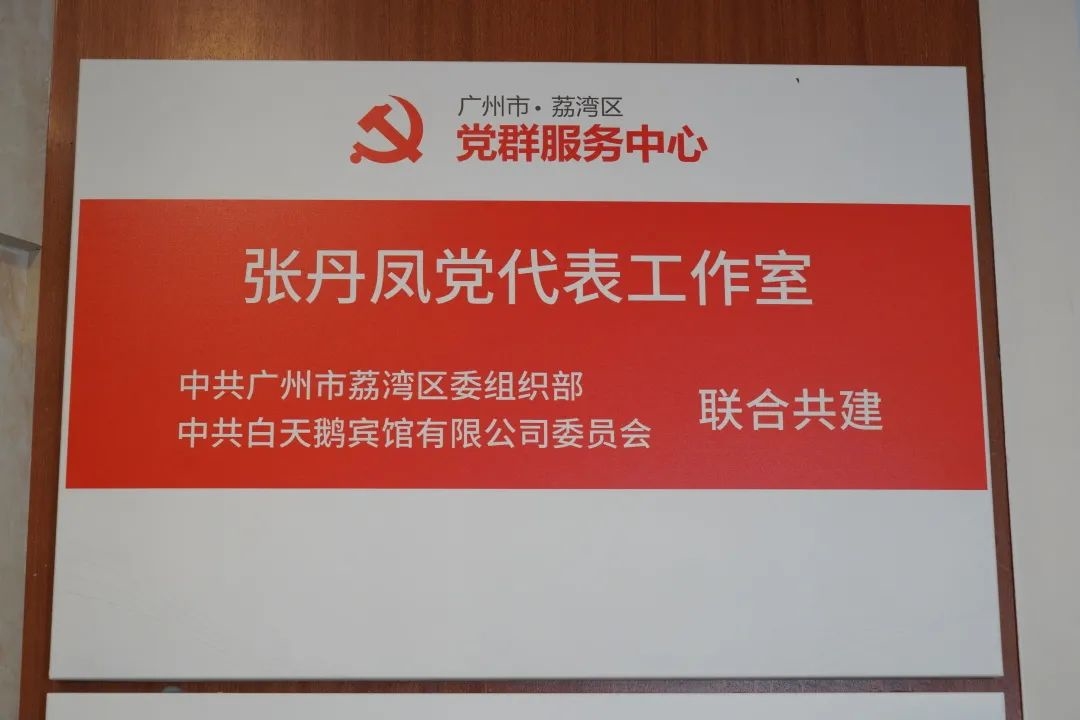 广州市·荔湾区
党群服务中心
张丹凤党代表工作室
中共广州市荔湾区委组织部
中共白天鹅宾馆有限公司委员会
联合共建